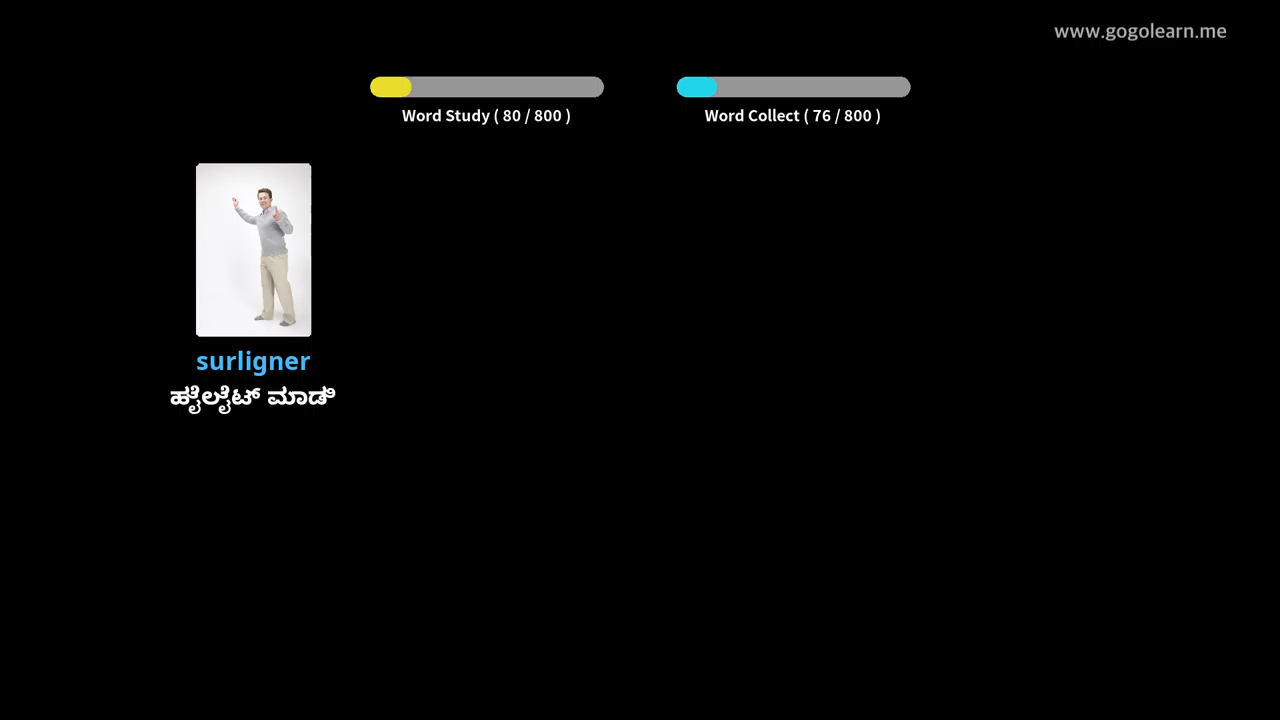 www.gogolearn.me
Word Study ( 80 / 800 )
Word Collect ( 76 / 800 )
surligner
ಹೈಲೈಟ್ ಮಾಡಿ